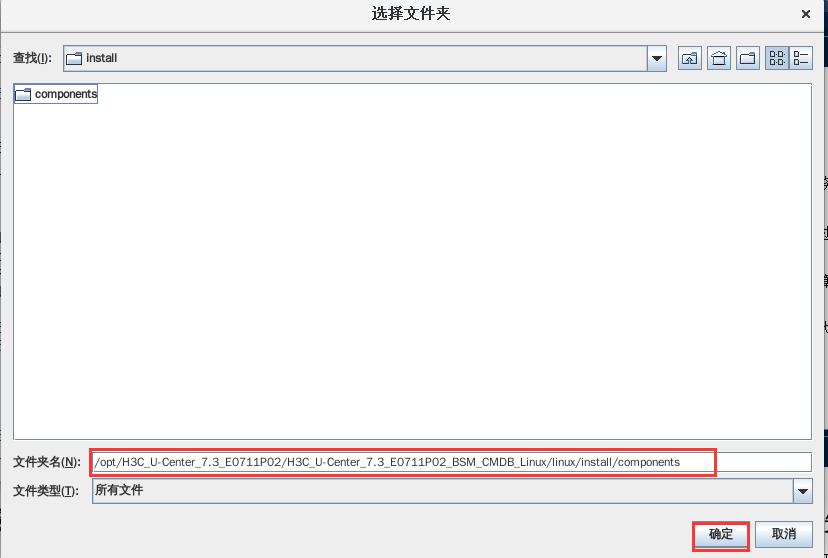 选择文件夹
查找(I): install
components
文件夹名(N): /opt/H3C_U-Center_7.3_E0711P02/H3C_U-Center_7.3_E0711P02_BSM_CMDB_Linux/linux/install/components
文件类型(T): 所有文件
确定 取消